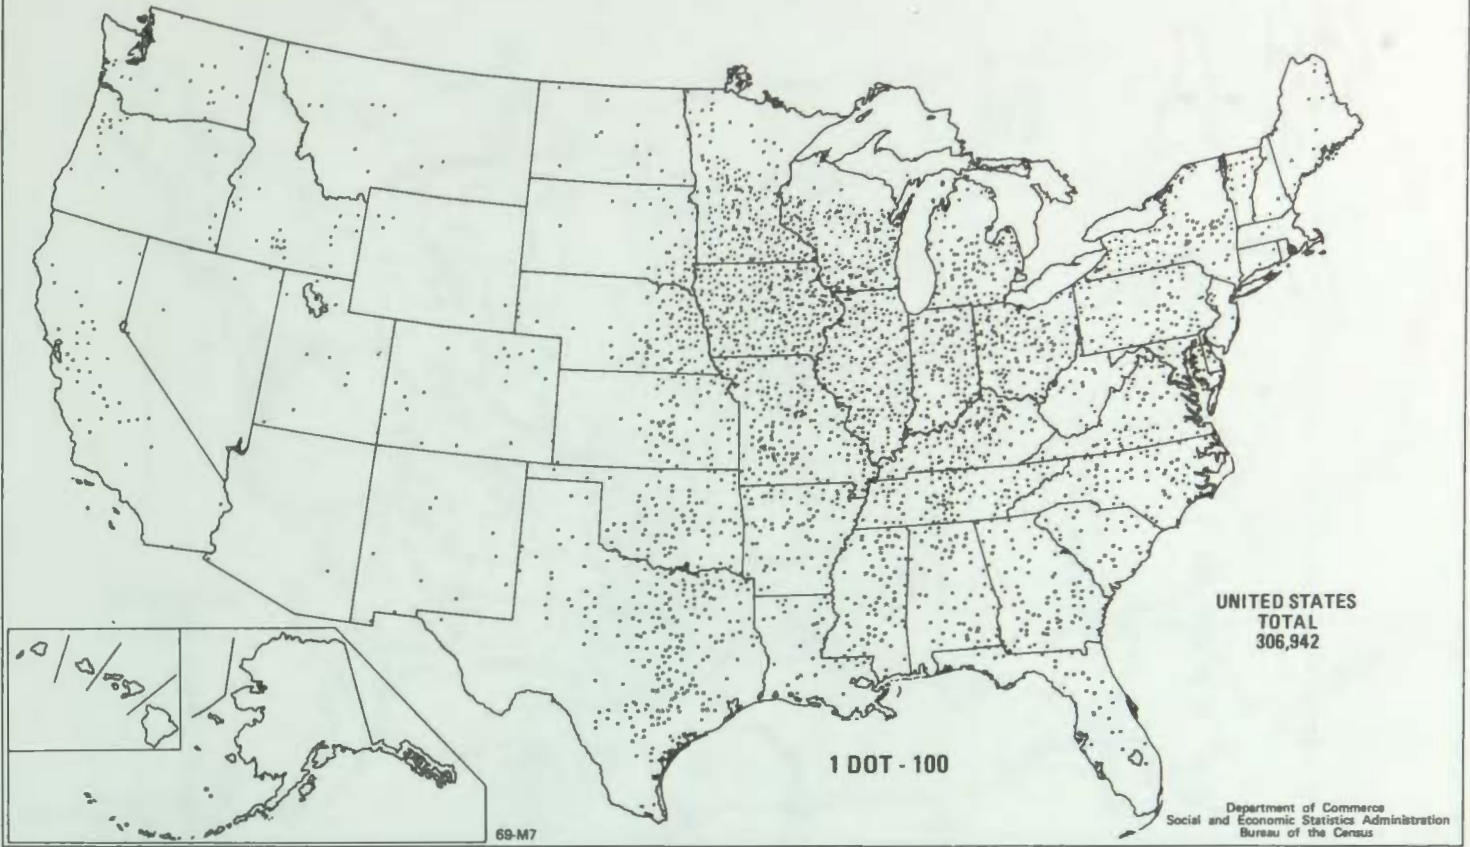 UNITED STATES
TOTAL
306,942
1 DOT - 100
69-M7
Department of Commerce
Social and Economic Statistics Administration
Bureau of the Census